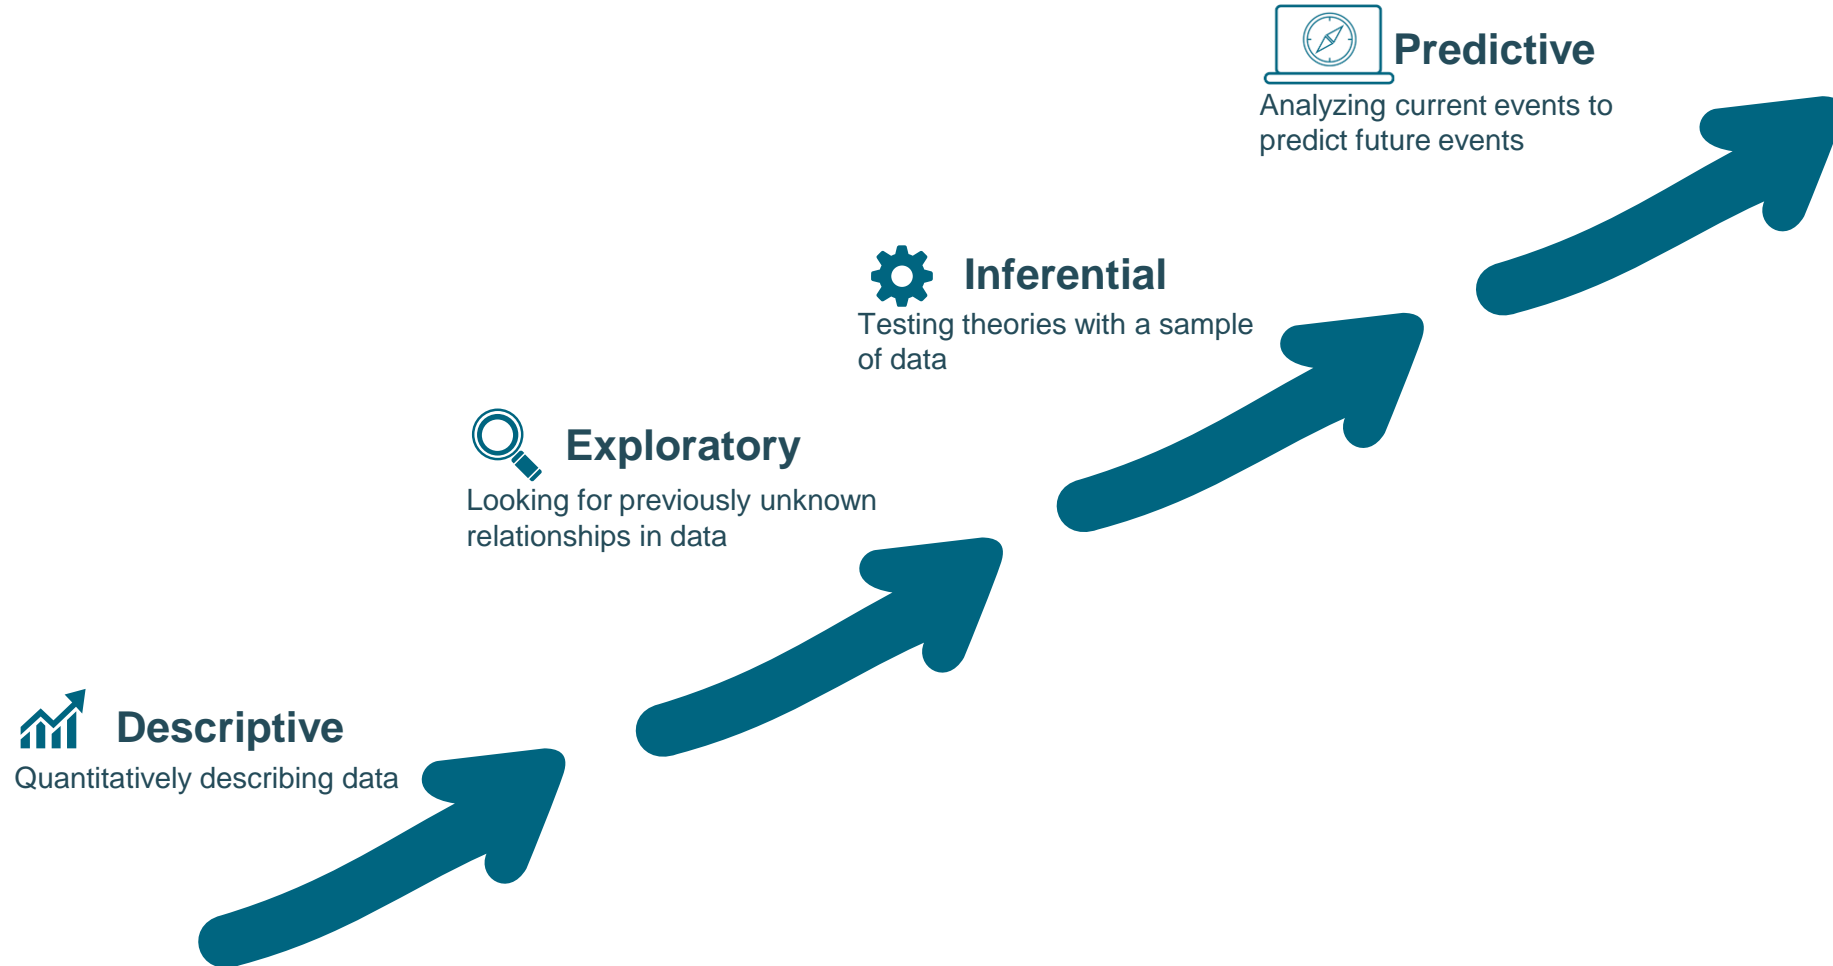 Predictive
Analyzing current events to
predict future events
Inferential
Testing theories with a sample
of data
Exploratory
Looking for previously unknown
relationships in data
Descriptive
Quantitatively describing data